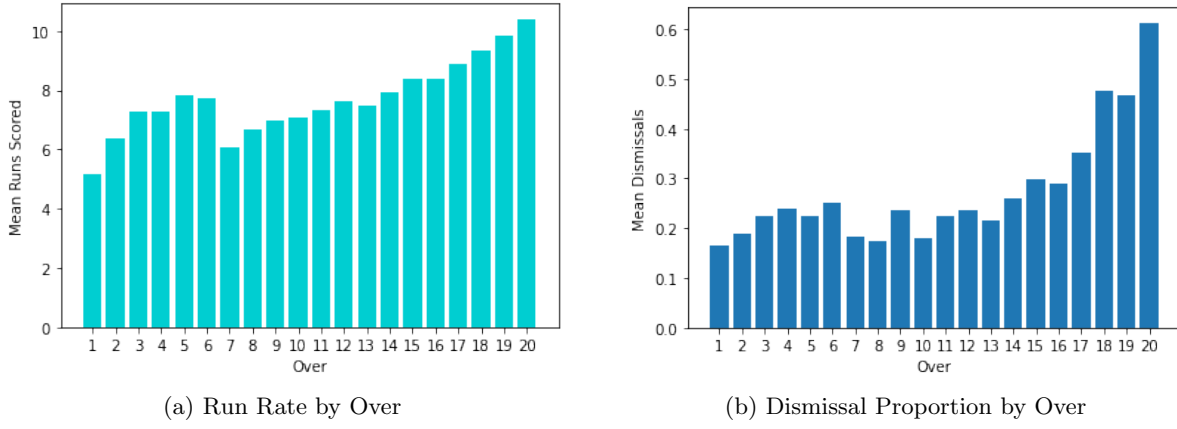 10
8
6
4
2
0
Mean Runs Scored
1 2 3 4 5 6 7 8 9 10 11 12 13 14 15 16 17 18 19 20
Over
(a) Run Rate by Over
0.6
0.5
0.4
0.3
0.2
0.1
0.0
Mean Dismissals
1 2 3 4 5 6 7 8 9 10 11 12 13 14 15 16 17 18 19 20
Over
(b) Dismissal Proportion by Over